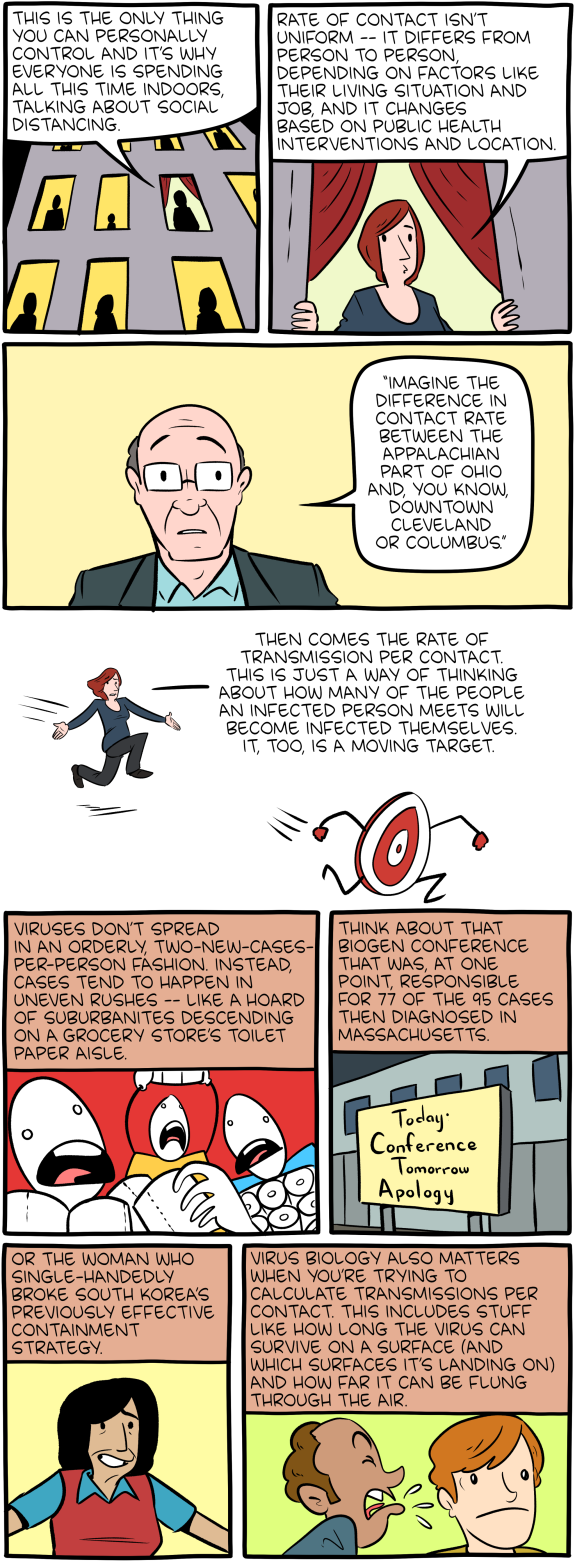 THIS IS THE ONLY THING
YOU CAN PERSONALLY
CONTROL AND IT'S WHY
EVERYONE IS SPENDING
ALL THIS TIME INDOORS,
TALKING ABOUT SOCIAL
DISTANCING.
RATE OF CONTACT ISN'T
UNIFORM -- IT DIFFERS FROM
PERSON TO PERSON,
DEPENDING ON FACTORS LIKE
THEIR LIVING SITUATION AND
JOB, AND IT CHANGES
BASED ON PUBLIC HEALTH
INTERVENTIONS AND LOCATION.
"IMAGINE THE
DIFFERENCE IN
CONTACT RATE
BETWEEN THE
APPALACHIAN
PART OF OHIO
AND, YOU KNOW,
DOWNTOWN
CLEVELAND
OR COLUMBUS."
THEN COMES THE RATE OF
TRANSMISSION PER CONTACT.
THIS IS JUST A WAY OF THINKING
ABOUT HOW MANY OF THE PEOPLE
AN INFECTED PERSON MEETS WILL
BECOME INFECTED THEMSELVES.
IT, TOO, IS A MOVING TARGET.
VIRUSES DON'T SPREAD
IN AN ORDERLY, TWO-NEW-CASES-
PER-PERSON FASHION. INSTEAD,
CASES TEND TO HAPPEN IN
UNEVEN RUSHES -- LIKE A HOARD
OF SUBURBANITES DESCENDING
ON A GROCERY STORE'S TOILET
PAPER AISLE.
THINK ABOUT THAT
BIOGEN CONFERENCE
THAT WAS, AT ONE
POINT, RESPONSIBLE
FOR 77 OF THE 95 CASES
THEN DIAGNOSED IN
MASSACHUSETTS.
Today:
Conference
Tomorrow
Apology
OR THE WOMAN WHO
SINGLE-HANDEDLY
BROKE SOUTH KOREA'S
PREVIOUSLY EFFECTIVE
CONTAINMENT
STRATEGY.
VIRUS BIOLOGY ALSO MATTERS
WHEN YOU'RE TRYING TO
CALCULATE TRANSMISSIONS PER
CONTACT. THIS INCLUDES STUFF
LIKE HOW LONG THE VIRUS CAN
SURVIVE ON A SURFACE (AND
WHICH SURFACES IT'S LANDING ON)
AND HOW FAR IT CAN BE FLUNG
THROUGH THE AIR.